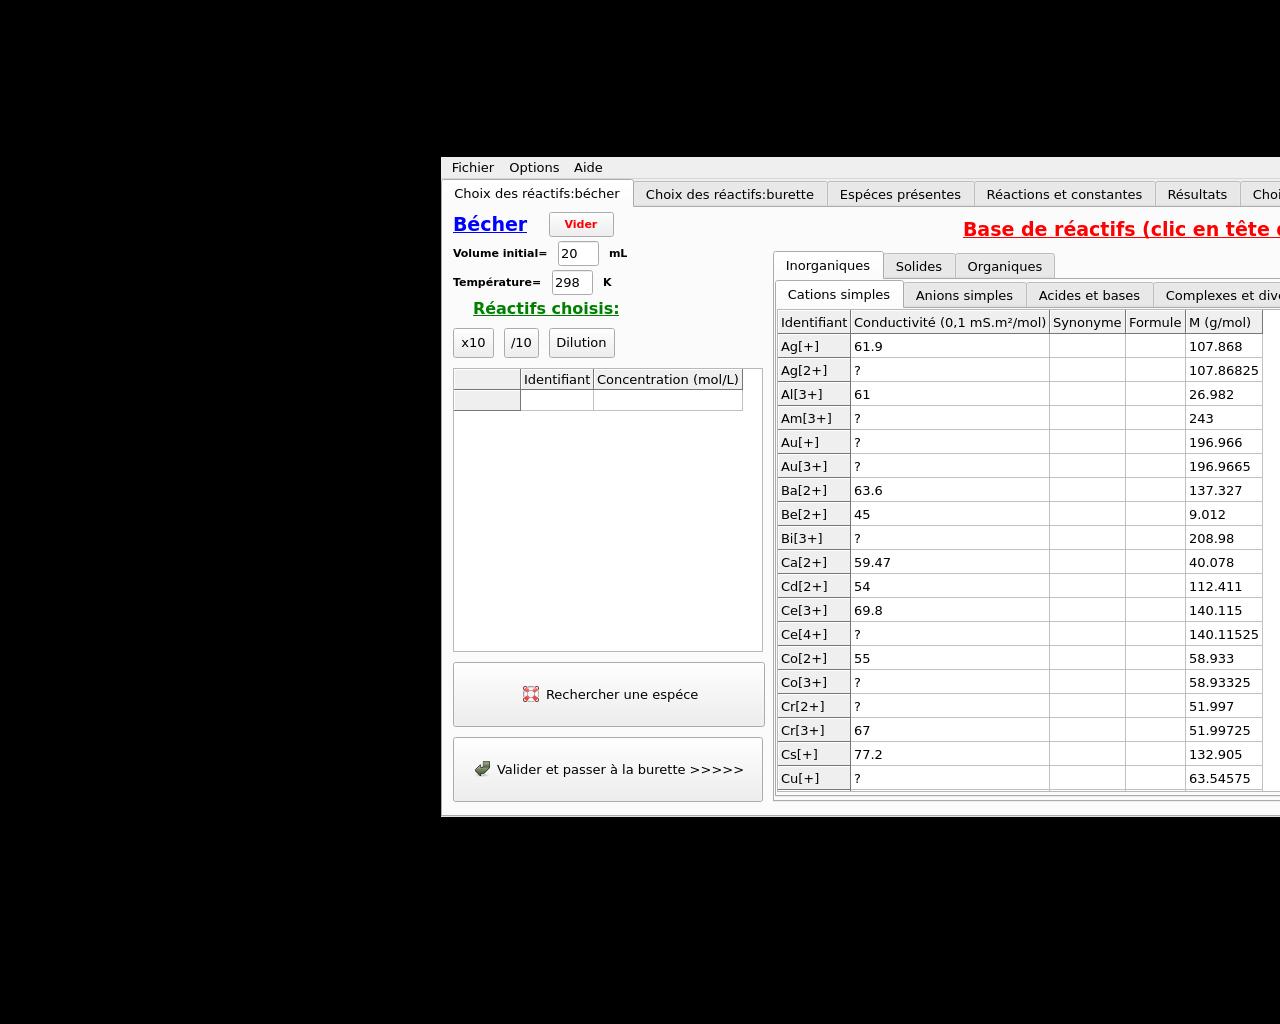 Fichier Options Aide
Choix des réactifs:bécher Choix des réactifs:burette Espéces présentes Réactions et constantes Résultats Choi
Bécher Vider
Volume initial= 20 mL
Température= 298 K
Réactifs choisis:
x10 /10 Dilution
Identifiant Concentration (mol/L)
Rechercher une espéce
Valider et passer à la burette >>>>>
Base de réactifs (clic en tête
Inorganiques Solides Organiques
Cations simples Anions simples Acides et bases Complexes et dive
Identifiant Conductivité (0,1 mS.m²/mol) Synonyme Formule M (g/mol)
Ag[+] 61.9 107.868
Ag[2+] ? 107.86825
Al[3+] 61 26.982
Am[3+] ? 243
Au[+] ? 196.966
Au[3+] ? 196.9665
Ba[2+] 63.6 137.327
Be[2+] 45 9.012
Bi[3+] ? 208.98
Ca[2+] 59.47 40.078
Cd[2+] 54 112.411
Ce[3+] 69.8 140.115
Ce[4+] ? 140.11525
Co[2+] 55 58.933
Co[3+] ? 58.93325
Cr[2+] ? 51.997
Cr[3+] 67 51.99725
Cs[+] 77.2 132.905
Cu[+] ? 63.54575